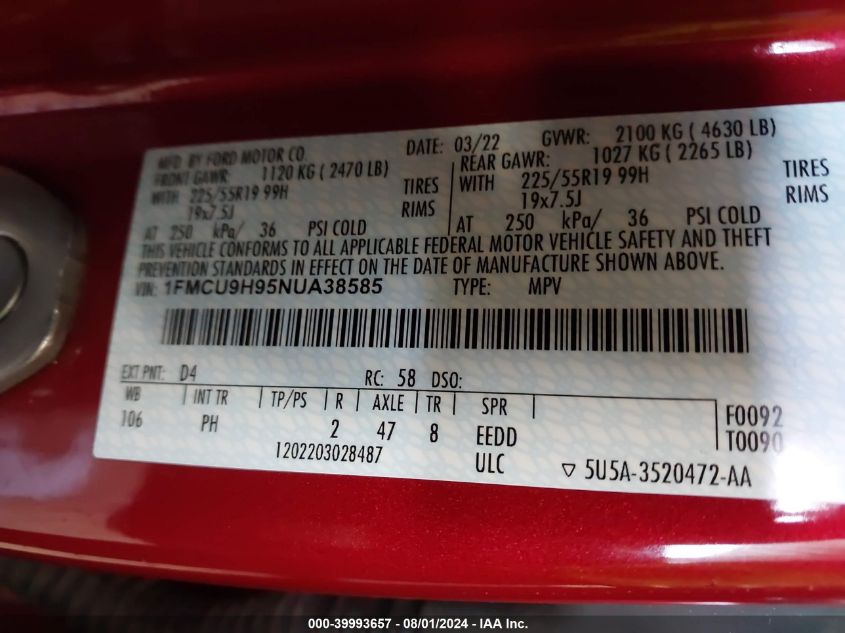 MFD. BY FORD MOTOR CO. DATE: 03/22 GVWR: 2100 KG ( 4630 LB)
FRONT GAWR: 1120 KG ( 2470 LB) REAR GAWR: 1027 KG ( 2265 LB)
WITH 225/55R19 99H TIRES WITH 225/55R19 99H TIRES
19x7.5J RIMS 19x7.5J RIMS
AT 250 kPa/ 36 PSI COLD AT 250 kPa/ 36 PSI COLD
THIS VEHICLE CONFORMS TO ALL APPLICABLE FEDERAL MOTOR VEHICLE SAFETY AND THEFT
PREVENTION STANDARDS IN EFFECT ON THE DATE OF MANUFACTURE SHOWN ABOVE.
VIN: 1FMCU9H95NUA38585 TYPE: MPV
EXT PNT: D4 RC: 58 DSO:
WB INT TR TP/PS R AXLE TR SPR F0092
106 PH 2 47 8 EEDD T0090
1202203028487 ULC ▽ 5U5A-3520472-AA
000-39993657 - 08/01/2024 - IAA Inc.